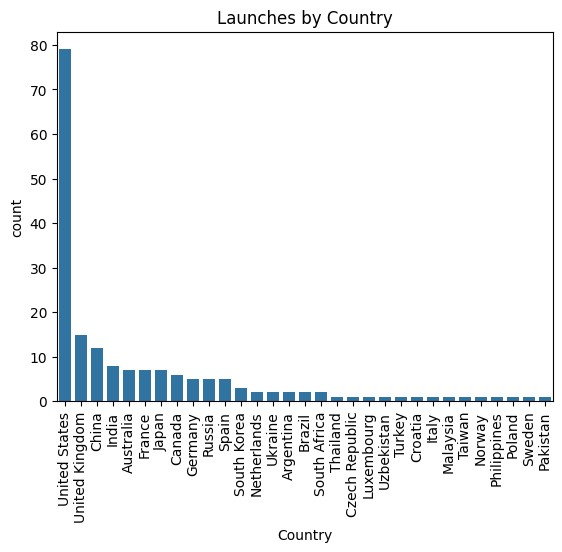 Launches by Country
count
80
70
60
50
40
30
20
10
0
United States
United Kingdom
China
India
Australia
France
Japan
Canada
Germany
Russia
Spain
South Korea
Netherlands
Ukraine
Argentina
Brazil
South Africa
Thailand
Czech Republic
Luxembourg
Uzbekistan
Turkey
Croatia
Italy
Malaysia
Taiwan
Norway
Philippines
Poland
Sweden
Pakistan
Country